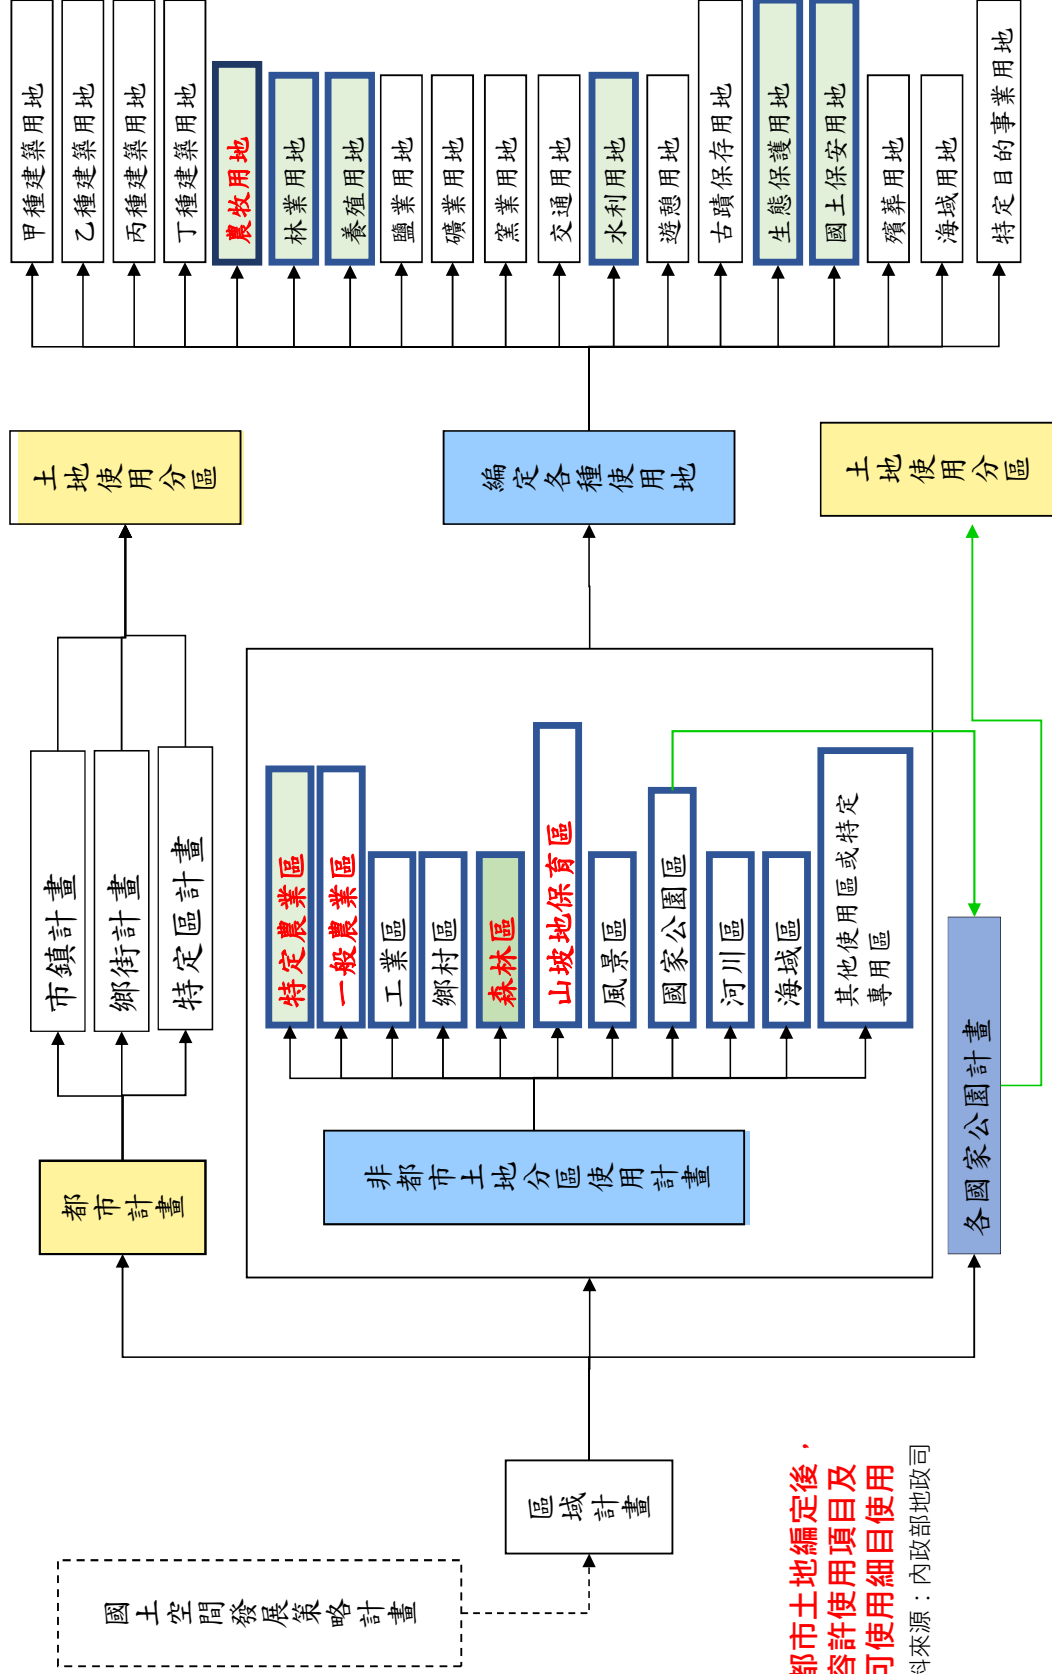 國土空間發展策略計畫
區域計畫
都市計畫
市鎮計畫
鄉街計畫
特定區計畫
土地使用分區
非都市土地分區使用計畫
特定農業區
一般農業區
工業區
鄉村區
森林區
山坡地保育區
風景區
國家公園區
河川區
海域區
其他使用區或特定
專用區
編定各種使用地
甲種建築用地
乙種建築用地
丙種建築用地
丁種建築用地
農牧用地
林業用地
養殖用地
鹽業用地
礦業用地
窯業用地
交通用地
水利用地
遊憩用地
古蹟保存用地
生態保護用地
國土保安用地
殯葬用地
海域用地
特定目的事業用地
各國家公園計畫
土地使用分區
都市土地編定後，
容許使用項目及
可使用細目使用
料來源：內政部地政司